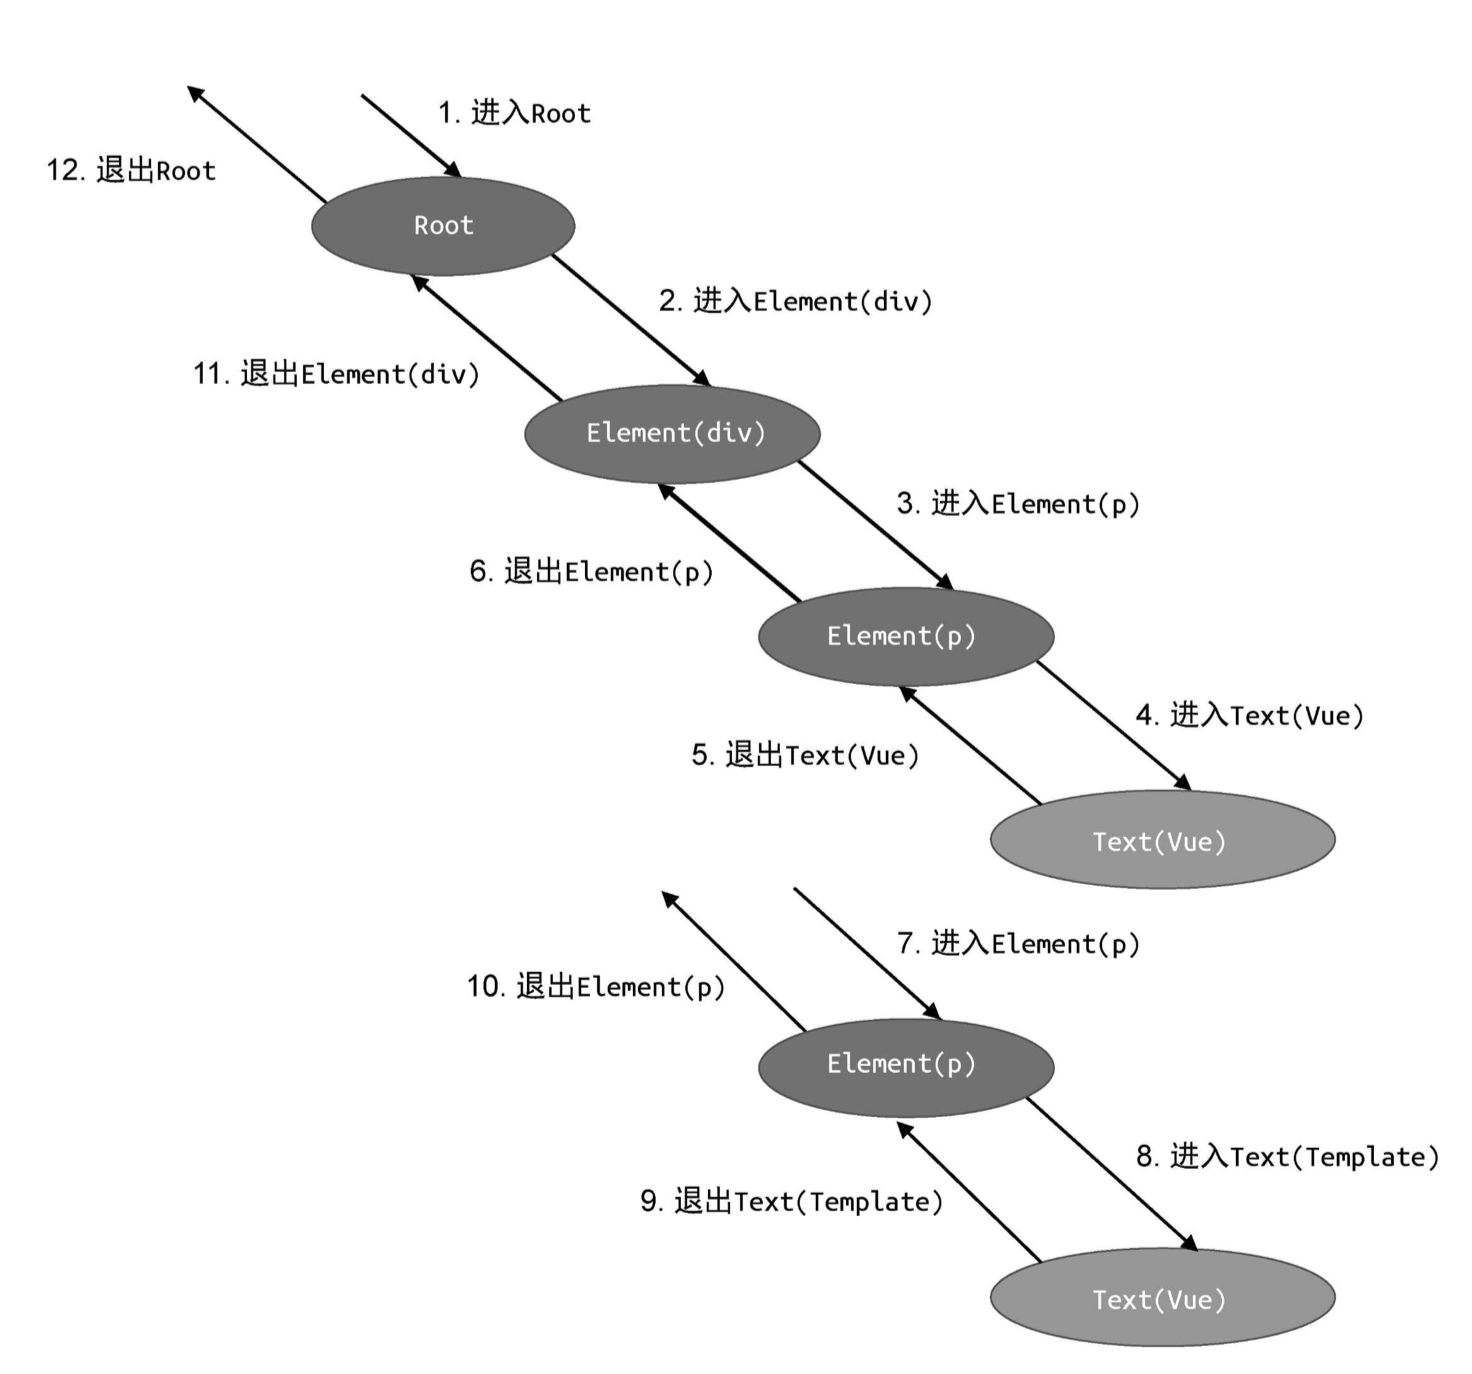 1. 进入Root
12. 退出Root
Root
2. 进入Element(div)
11. 退出Element(div)
Element(div)
3. 进入Element(p)
6. 退出Element(p)
Element(p)
4. 进入Text(Vue)
5. 退出Text(Vue)
Text(Vue)
7. 进入Element(p)
10. 退出Element(p)
Element(p)
8. 进入Text(Template)
9. 退出Text(Template)
Text(Vue)